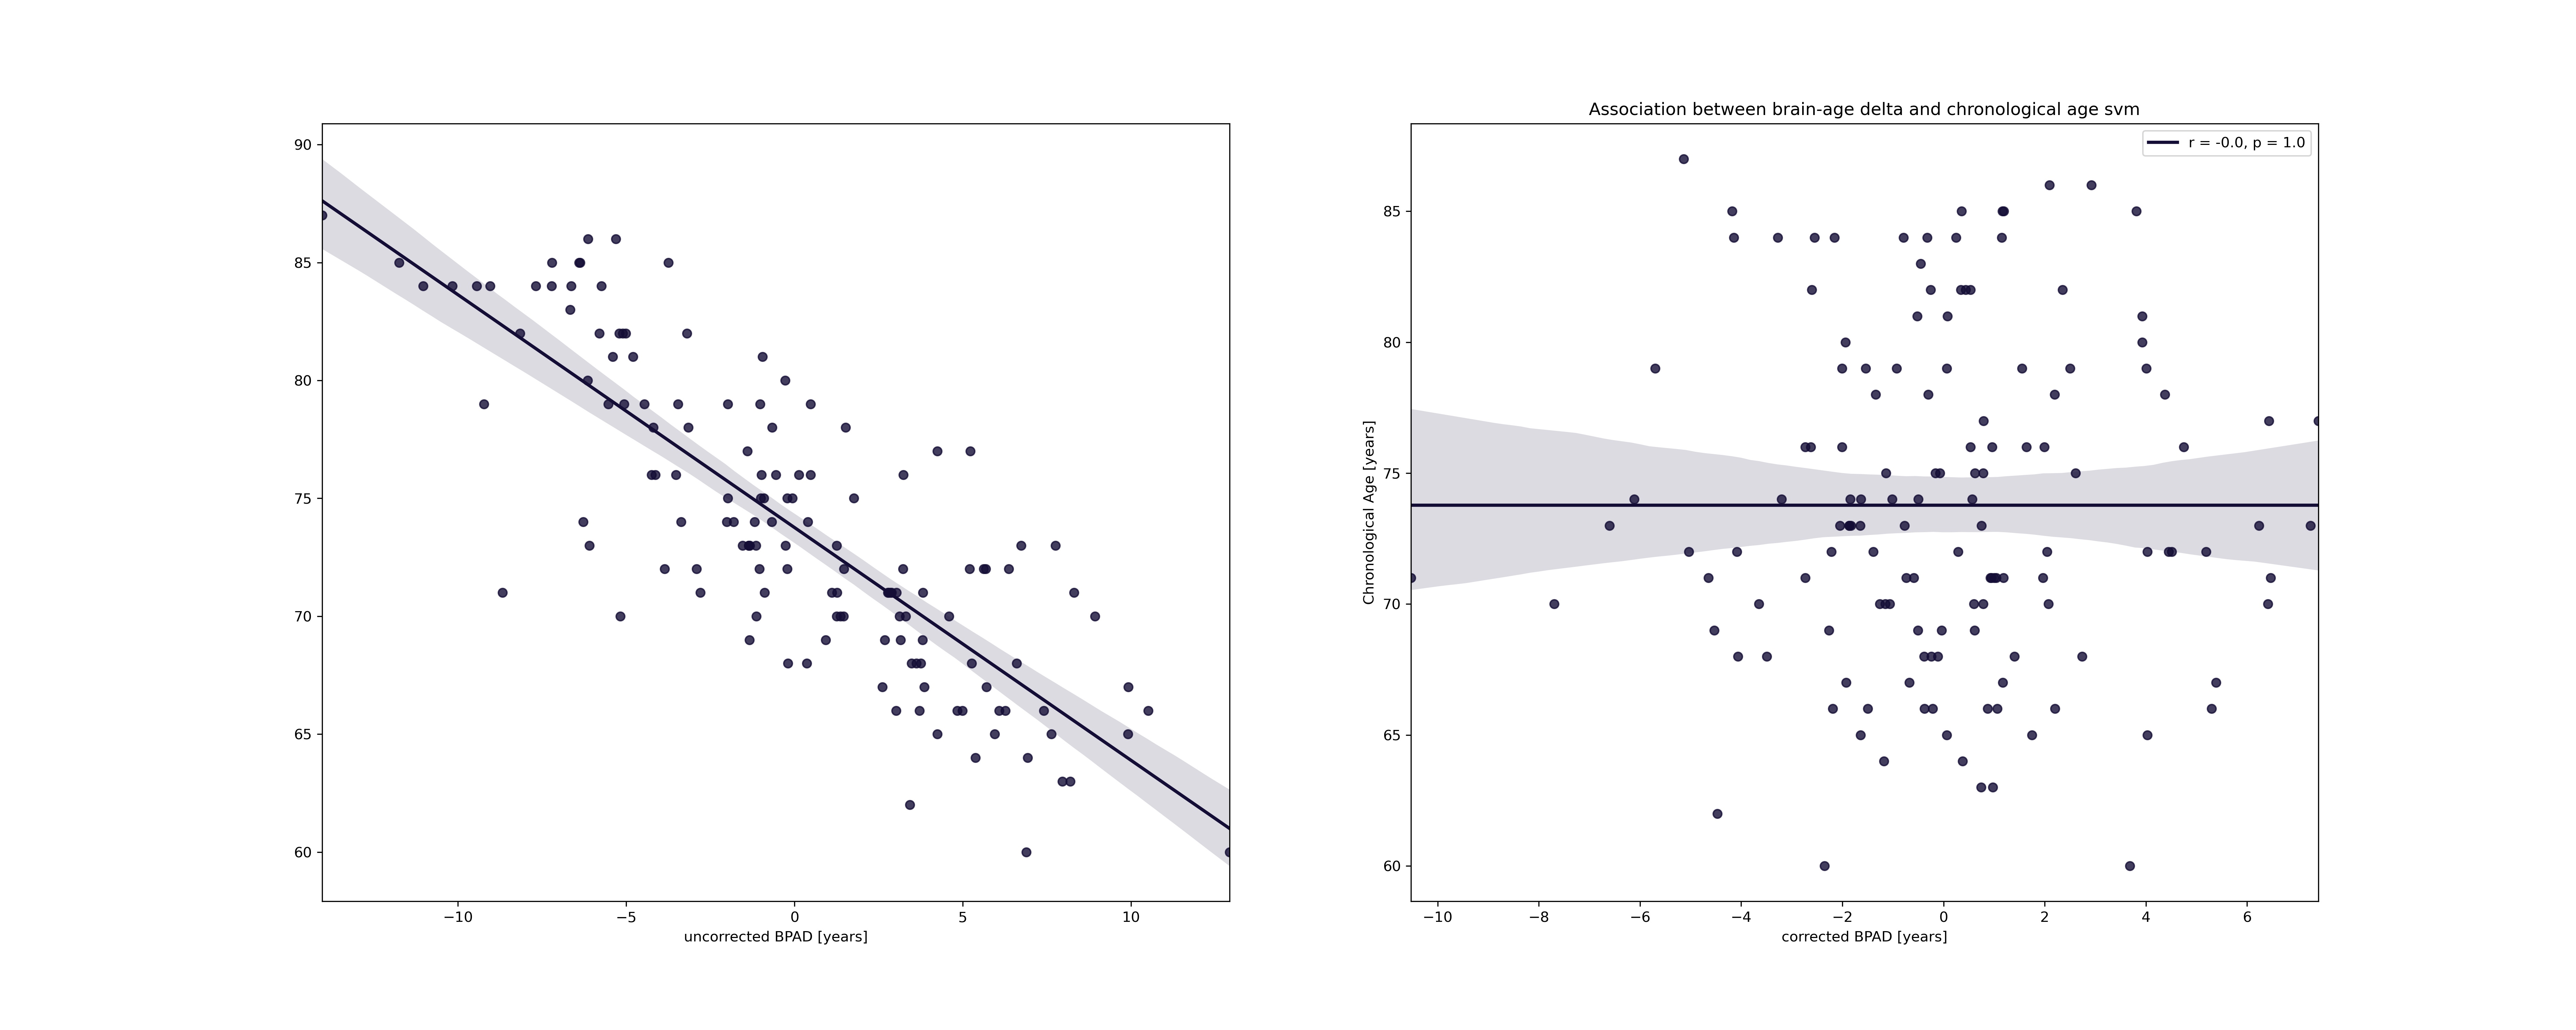 90
85
80
75
70
65
60
−10 −5 0 5 10
uncorrected BPAD [years]
Association between brain-age delta and chronological age svm
r = -0.0, p = 1.0
Chronological Age [years]
85
80
75
70
65
60
−10 −8 −6 −4 −2 0 2 4 6
corrected BPAD [years]